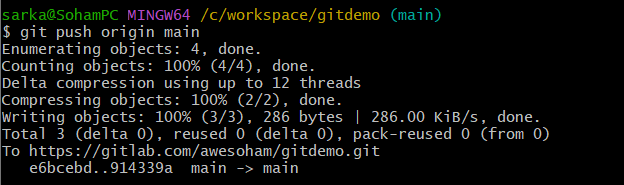 sarka@SohamPC MINGW64 /c/workspace/gitdemo (main)
$ git push origin main
Enumerating objects: 4, done.
Counting objects: 100% (4/4), done.
Delta compression using up to 12 threads
Compressing objects: 100% (2/2), done.
Writing objects: 100% (3/3), 286 bytes | 286.00 KiB/s, done.
Total 3 (delta 0), reused 0 (delta 0), pack-reused 0 (from 0)
To https://gitlab.com/awesoham/gitdemo.git
   e6bcebd..914339a  main -> main